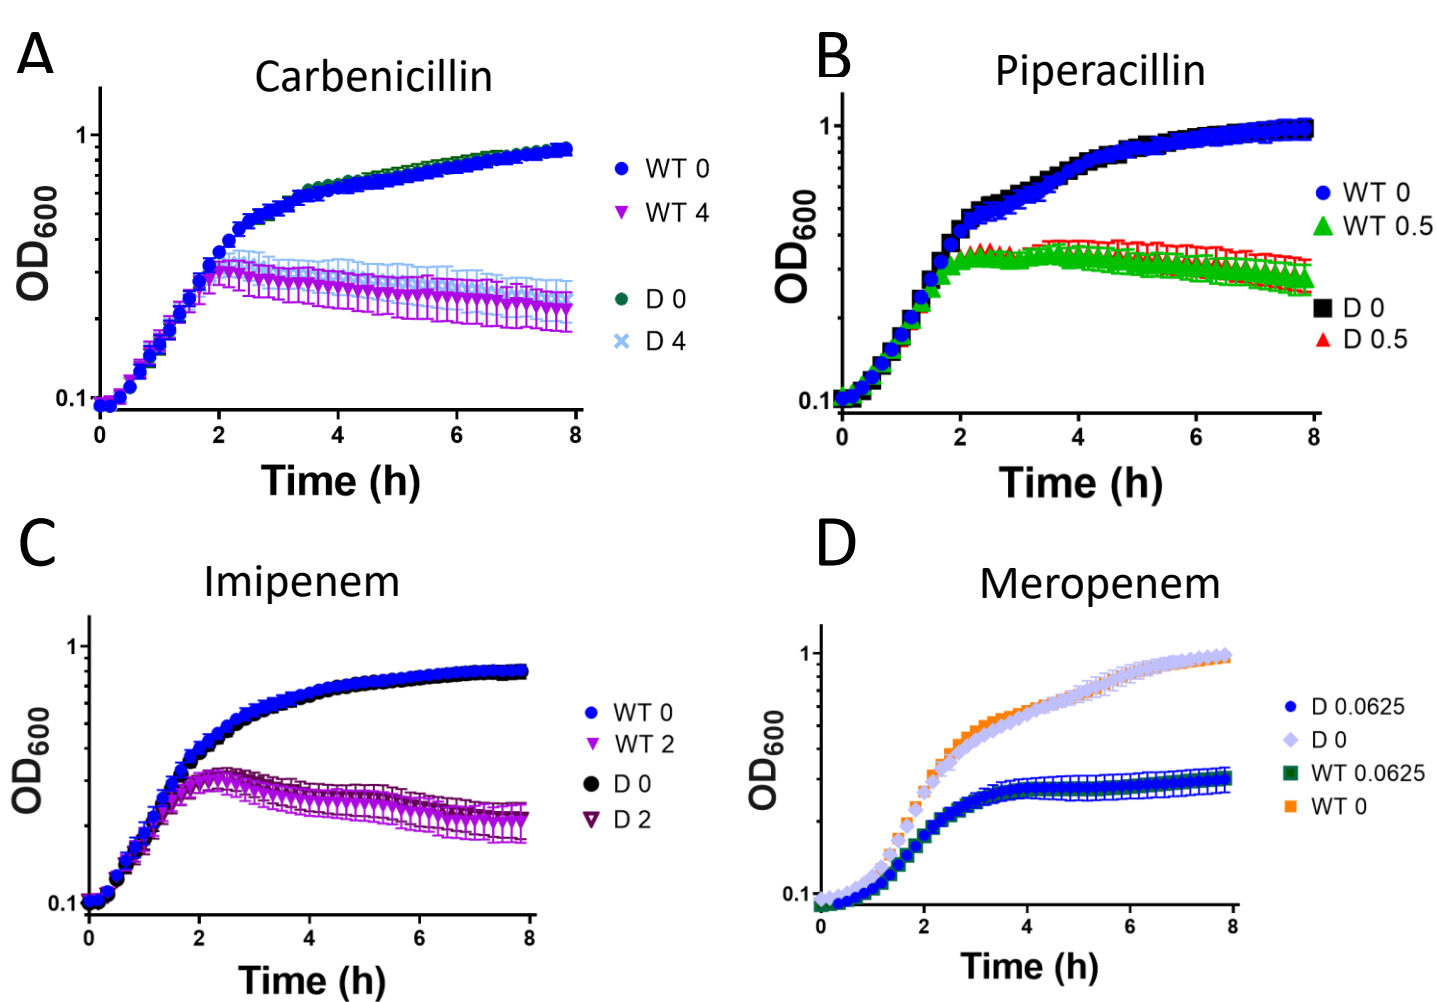 A
Carbenicillin
1
0.1
OD600
0 2 4 6 8
Time (h)
WT 0
WT 4
D 0
D 4
B
Piperacillin
1
0.1
OD600
0 2 4 6 8
Time (h)
WT 0
WT 0.5
D 0
D 0.5
C
Imipenem
1
0.1
OD600
0 2 4 6 8
Time (h)
WT 0
WT 2
D 0
D 2
D
Meropenem
1
0.1
OD600
0 2 4 6 8
Time (h)
D 0.0625
D 0
WT 0.0625
WT 0